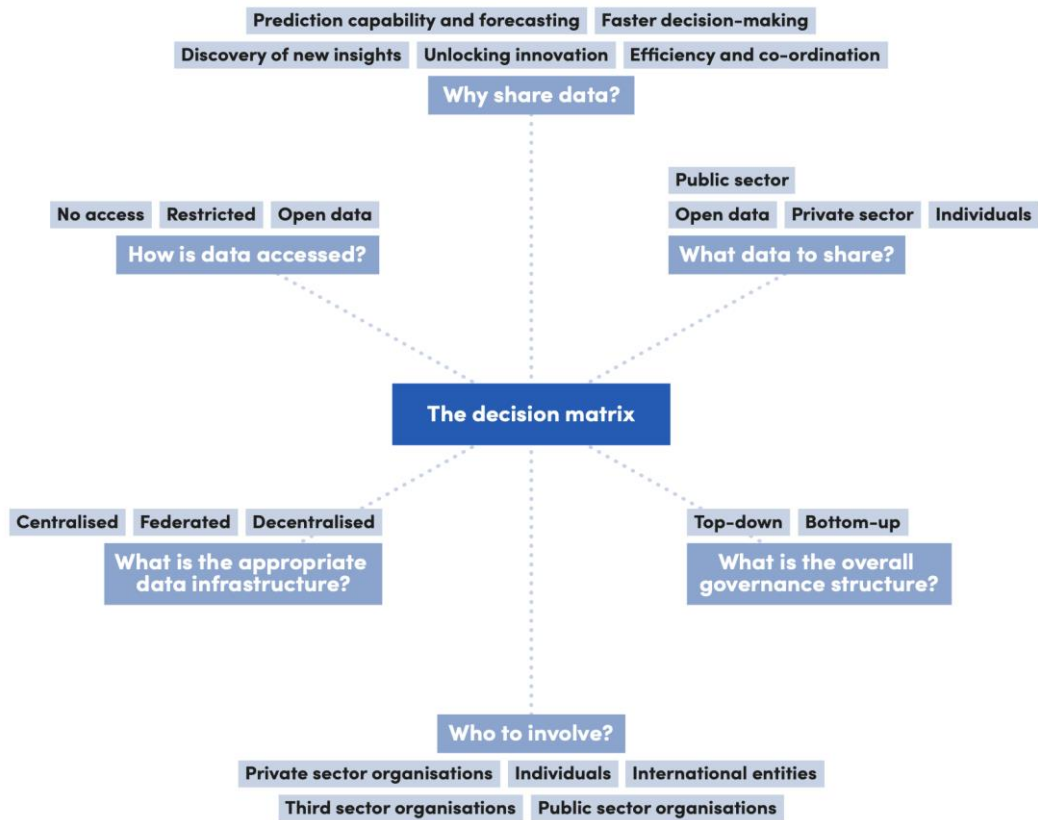 Prediction capability and forecasting
Faster decision-making
Discovery of new insights
Unlocking innovation
Efficiency and co-ordination
Why share data?
No access
Restricted
Open data
How is data accessed?
Public sector
Open data
Private sector
Individuals
What data to share?
The decision matrix
Centralised
Federated
Decentralised
What is the appropriate
data infrastructure?
Top-down
Bottom-up
What is the overall
governance structure?
Who to involve?
Private sector organisations
Individuals
International entities
Third sector organisations
Public sector organisations